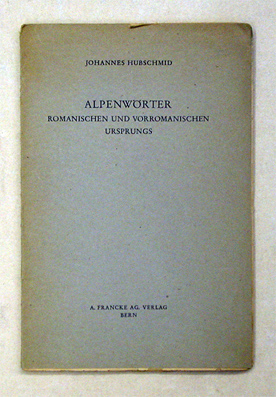 JOHANNES HUBSCHMID
ALPENWÖRTER
ROMANISCHEN UND VORROMANISCHEN
URSPRUNGS
A. FRANCKE AG. VERLAG
BERN